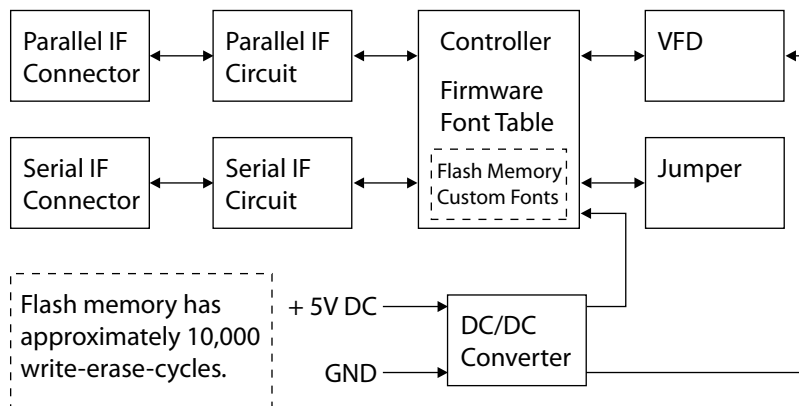 Parallel IF
Connector
Parallel IF
Circuit
Controller
Firmware
Font Table
Flash Memory
Custom Fonts
VFD
Serial IF
Connector
Serial IF
Circuit
Jumper
Flash memory has
approximately 10,000
write-erase-cycles.
+ 5V DC
GND
DC/DC
Converter